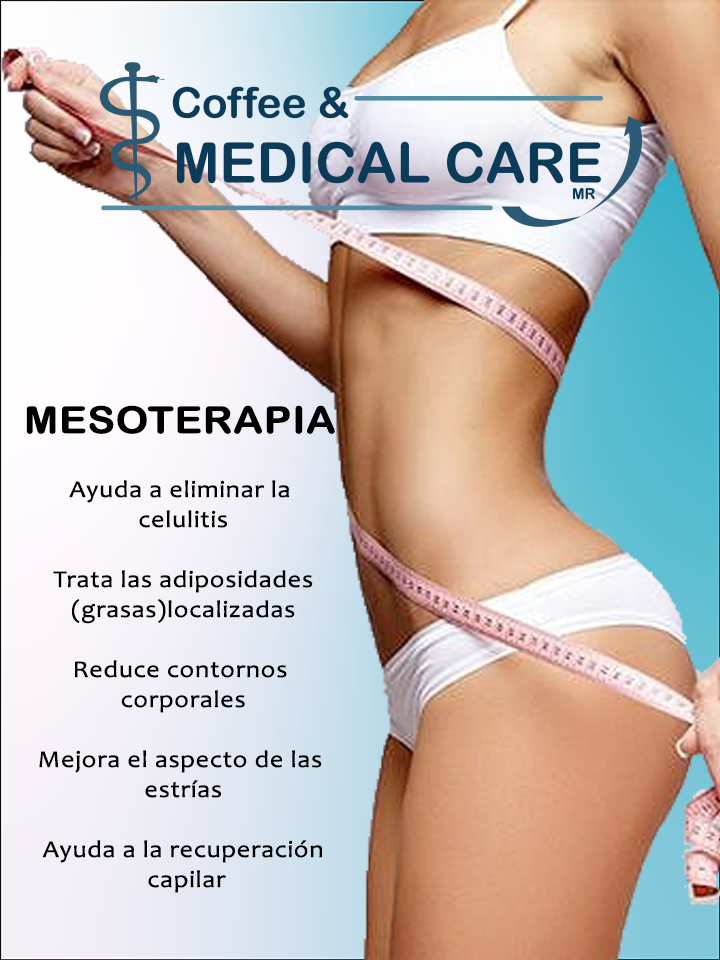 Coffee &
MEDICAL CARE
MR
MESOTERAPIA
Ayuda a eliminar la
celulitis
Trata las adiposidades
(grasas)localizadas
Reduce contornos
corporales
Mejora el aspecto de las
estrías
Ayuda a la recuperación
capilar